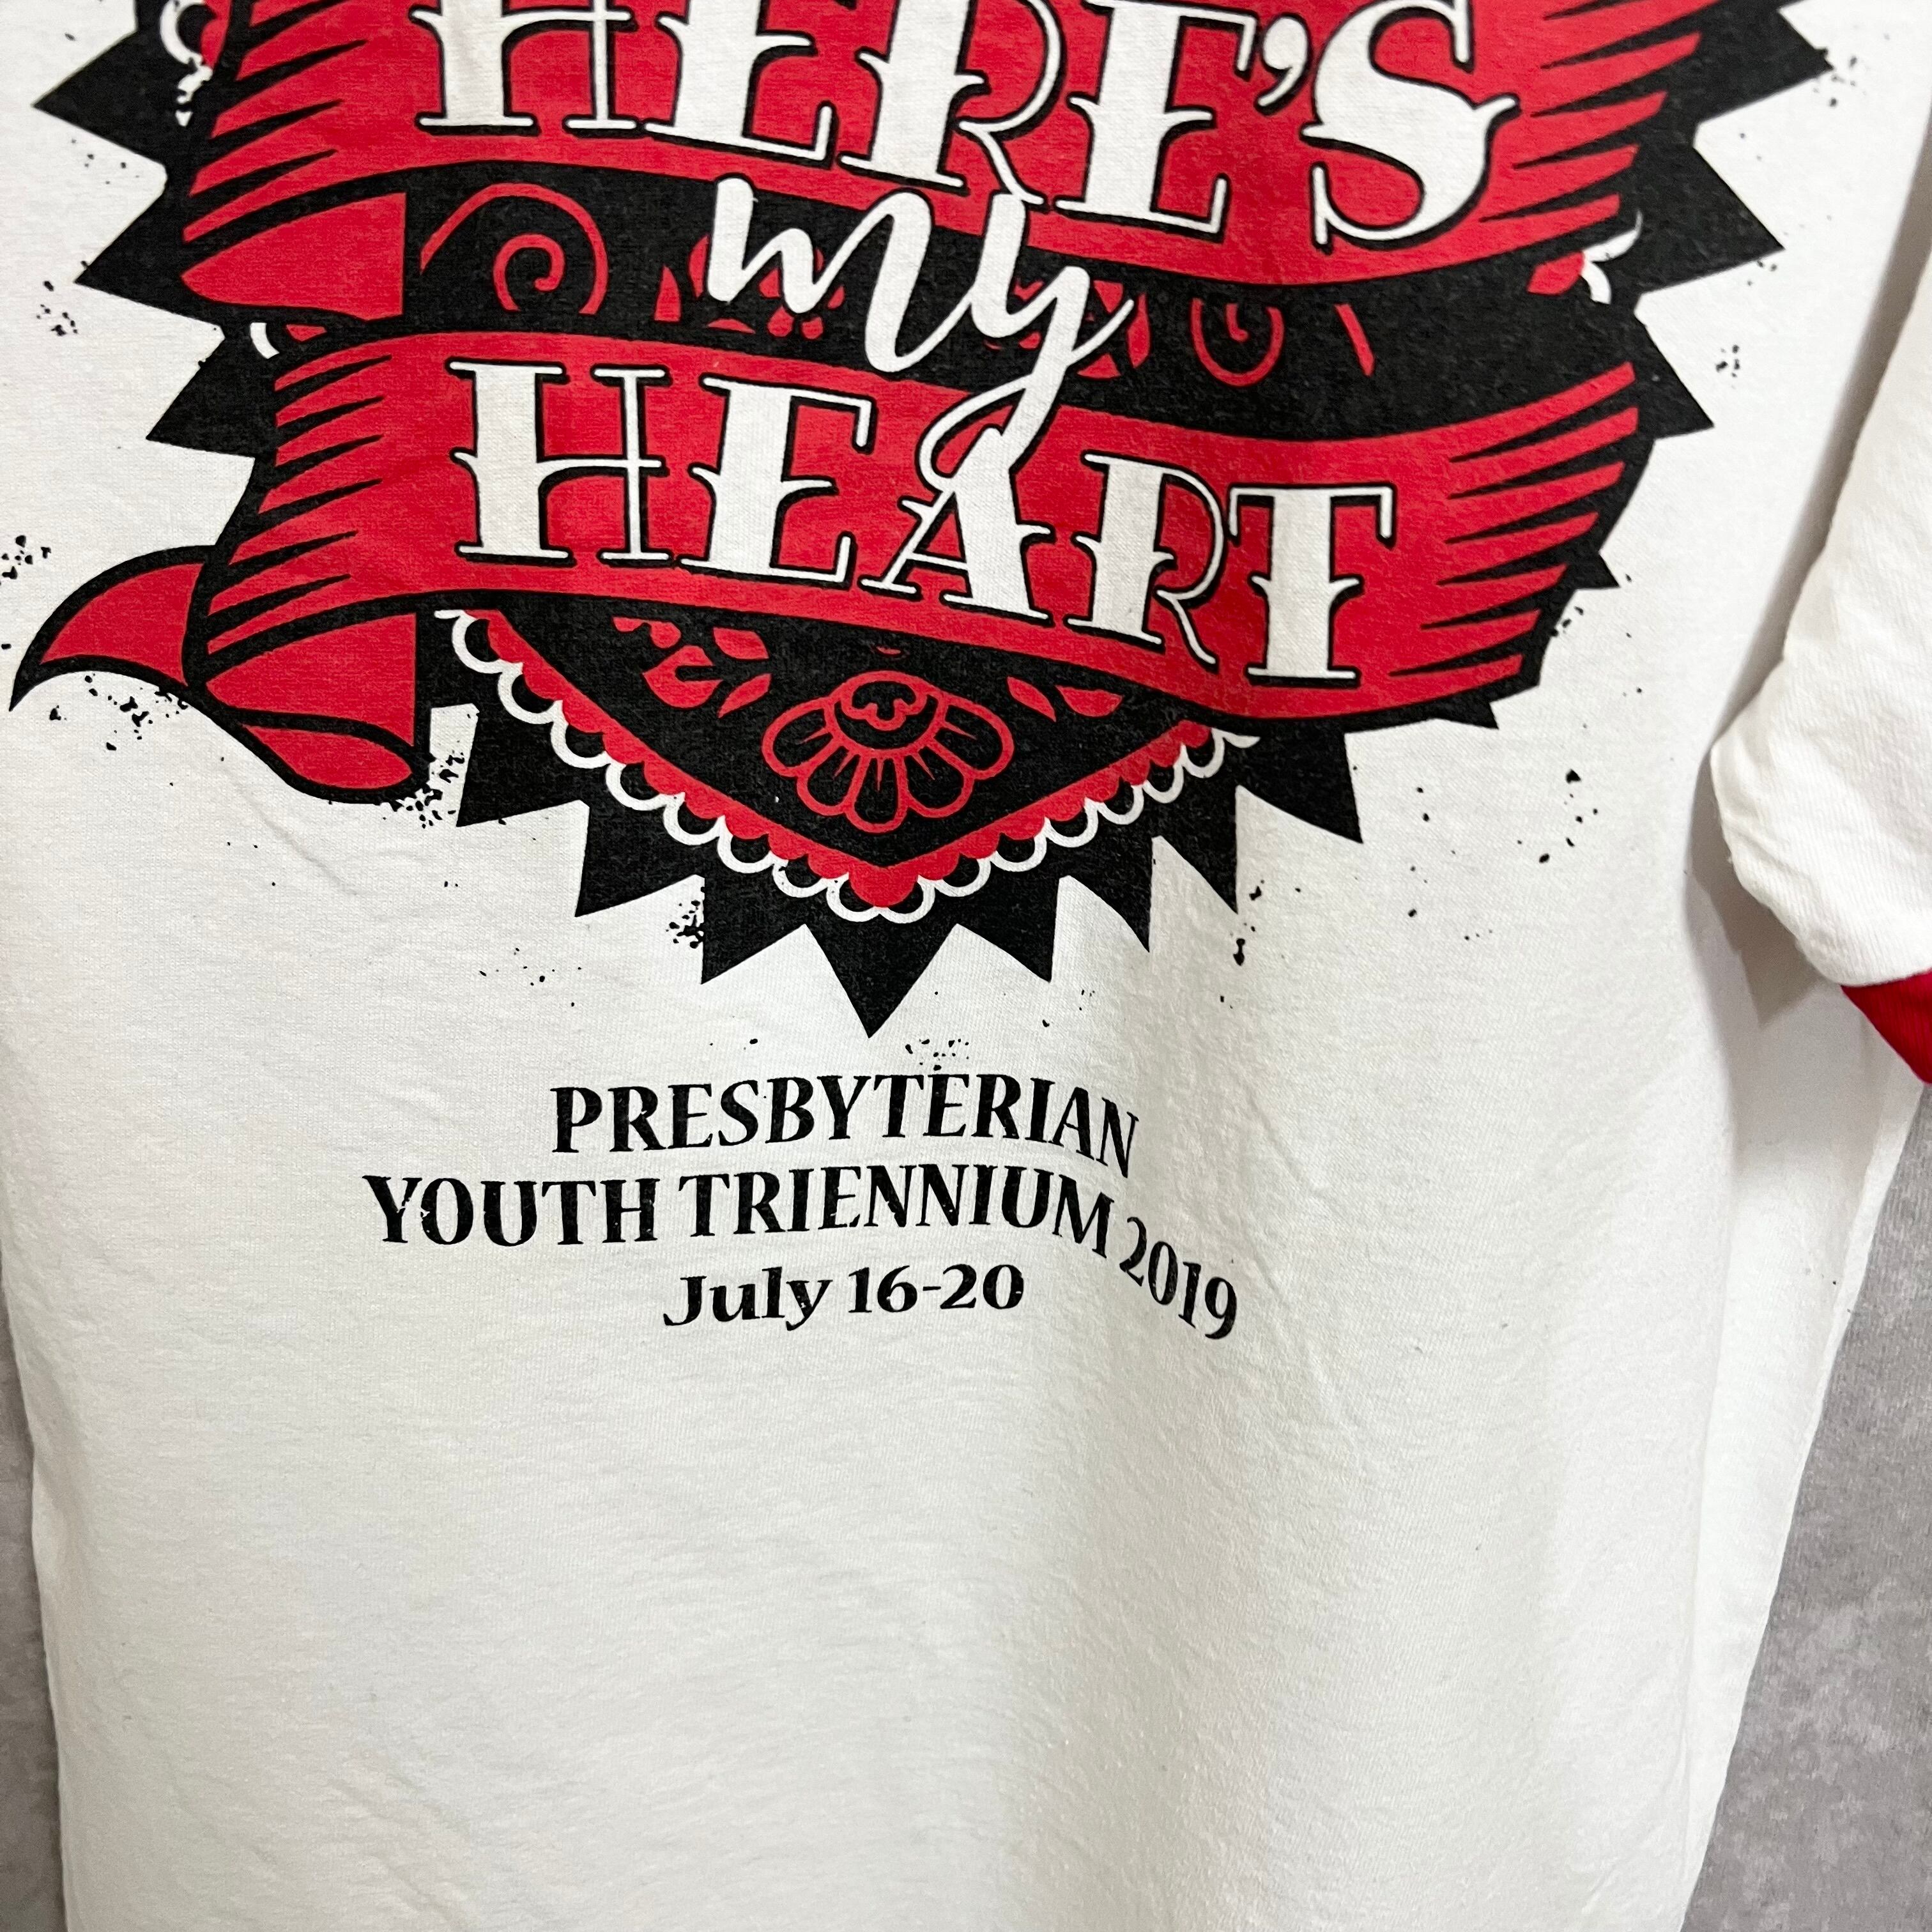 HERE'S
my
HEART
PRESBYTERIAN
YOUTH TRIENNIUM 2019
July 16-20